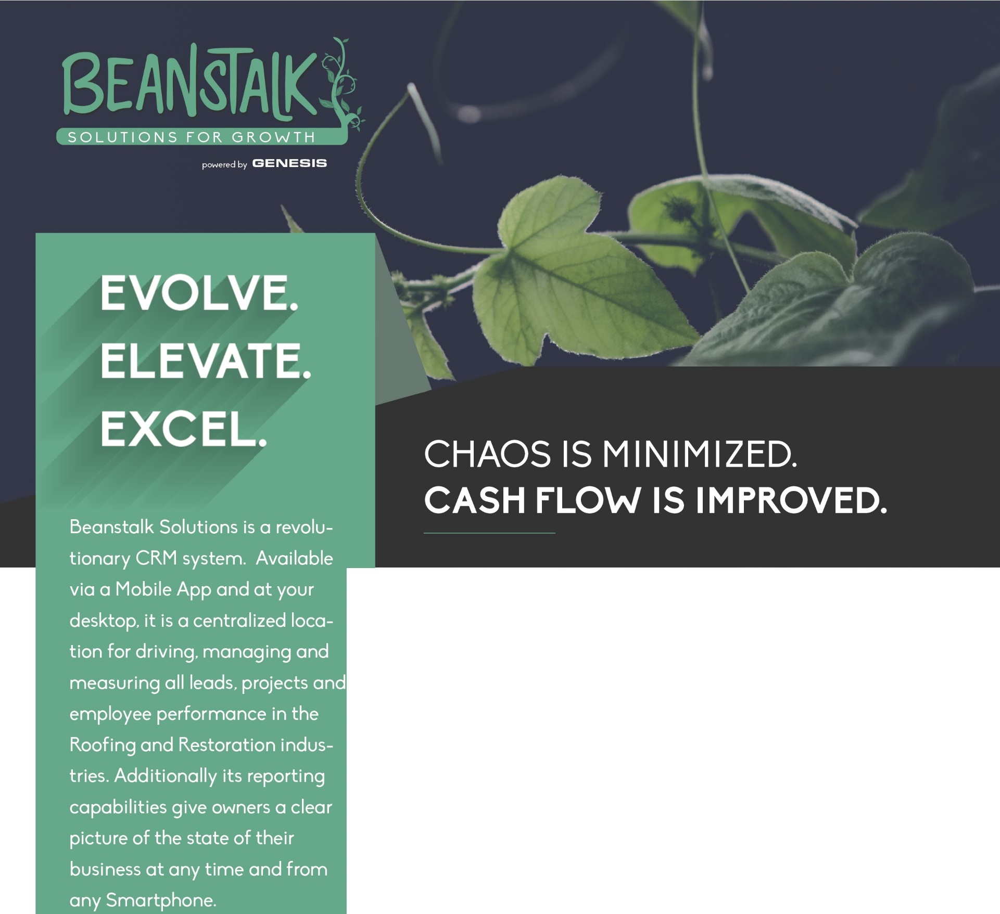 BEANSTALK
SOLUTIONS FOR GROWTH
powered by GENESIS
EVOLVE.
ELEVATE.
EXCEL.
CHAOS IS MINIMIZED.
CASH FLOW IS IMPROVED.
Beanstalk Solutions is a revolu-
tionary CRM system.  Available
via a Mobile App and at your
desktop, it is a centralized loca-
tion for driving, managing and
measuring all leads, projects and
employee performance in the
Roofing and Restoration indus-
tries. Additionally its reporting
capabilities give owners a clear
picture of the state of their
business at any time and from
any Smartphone.